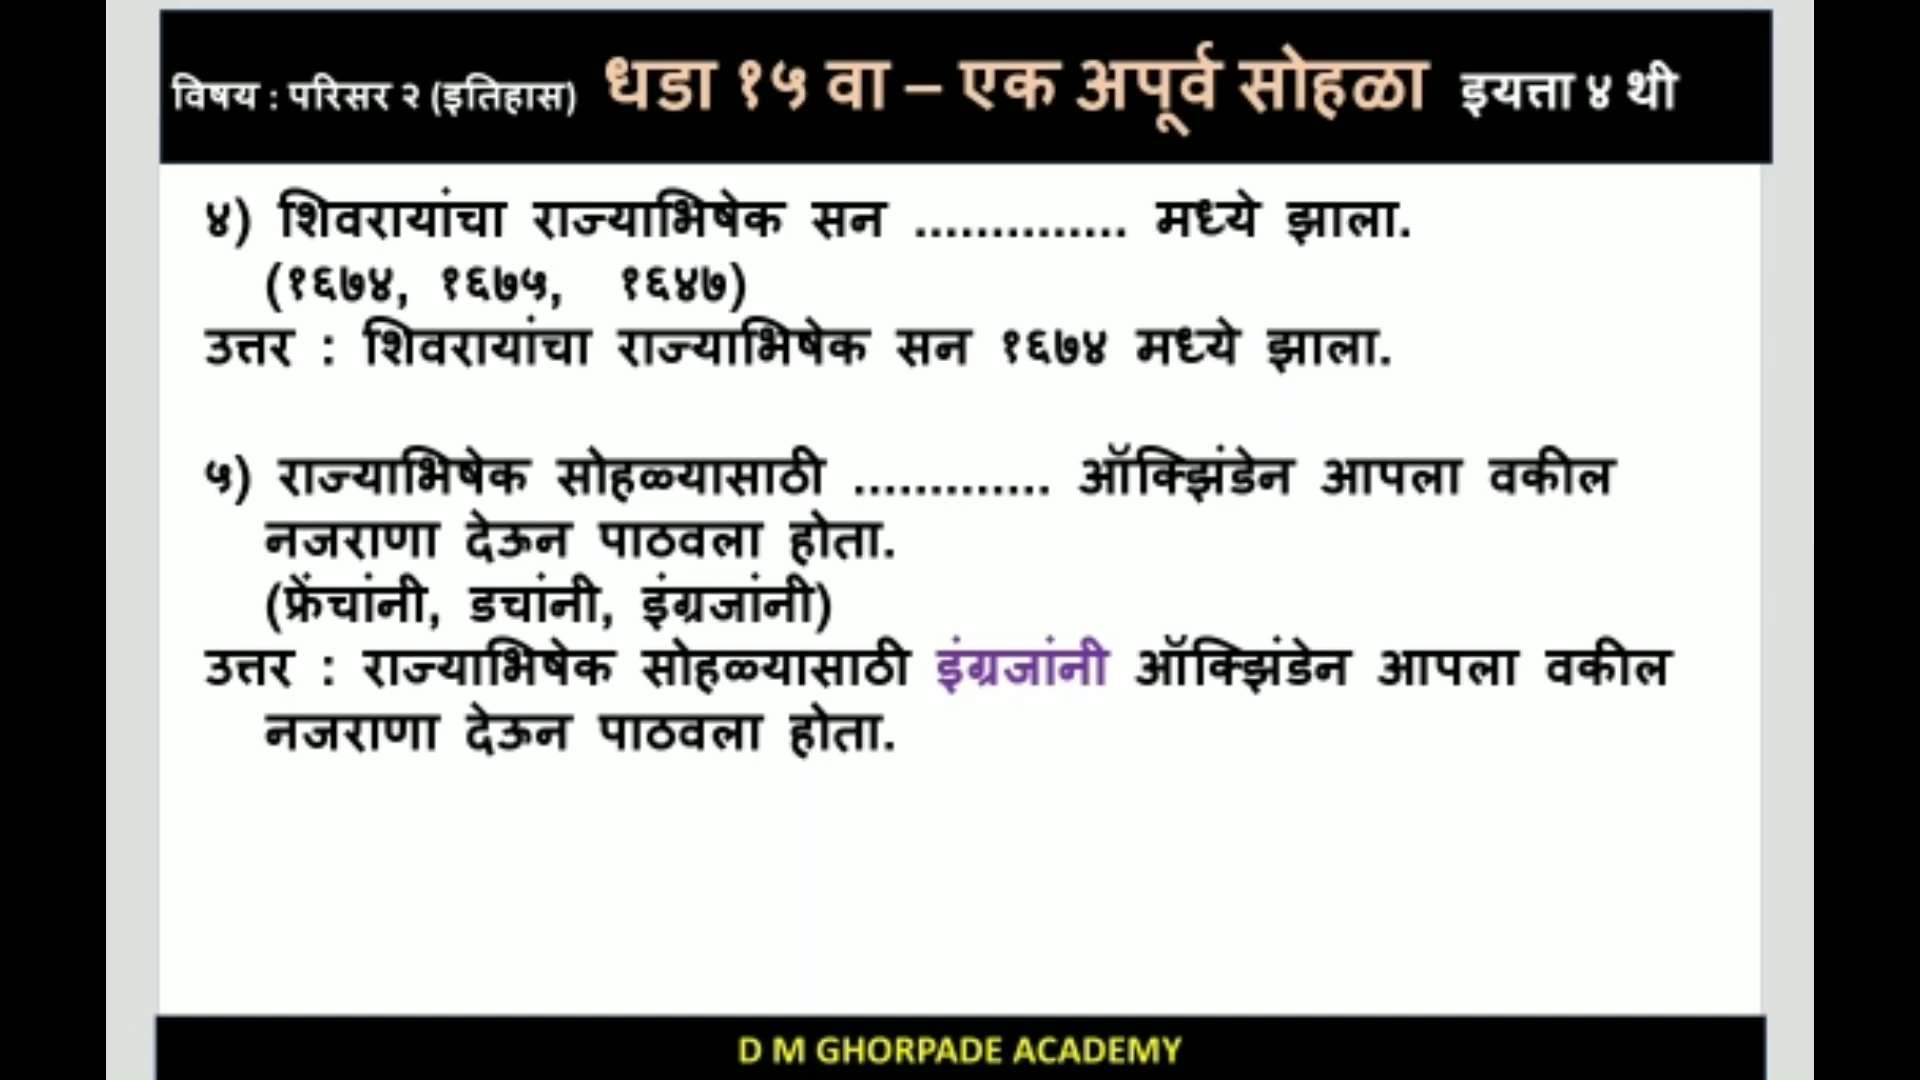 विषय : परिसर २ (इतिहास) धडा १५ वा – एक अपूर्व सोहळा इयत्ता ४ थी
४) शिवरायांचा राज्याभिषेक सन .............. मध्ये झाला.
(१६७४, १६७५, १६४७)
उत्तर : शिवरायांचा राज्याभिषेक सन १६७४ मध्ये झाला.
५) राज्याभिषेक सोहळ्यासाठी ............. ऑक्झिंडेन आपला वकील
नजराणा देऊन पाठवला होता.
(फ्रेंचांनी, डचांनी, इंग्रजांनी)
उत्तर : राज्याभिषेक सोहळ्यासाठी इंग्रजांनी ऑक्झिंडेन आपला वकील
नजराणा देऊन पाठवला होता.
D M GHORPADE ACADEMY